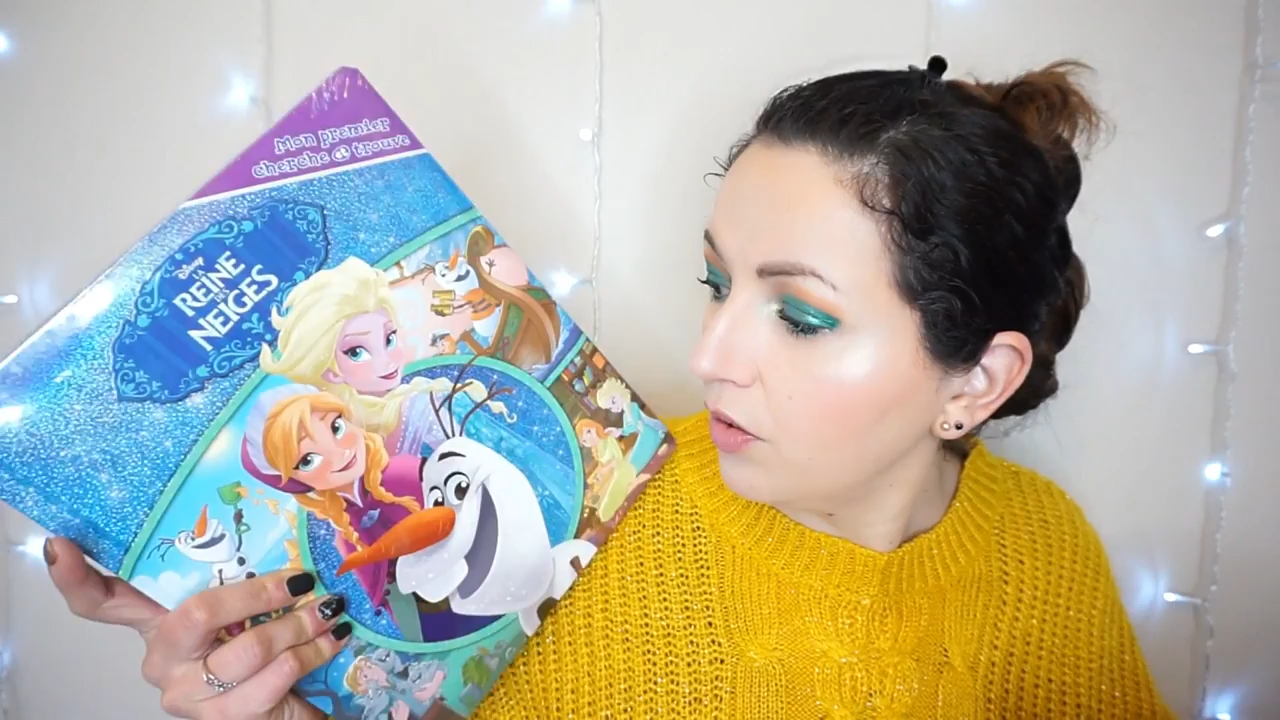 Mon premier
cherche et trouve
Disney
LA
REINE
DES
NEIGES